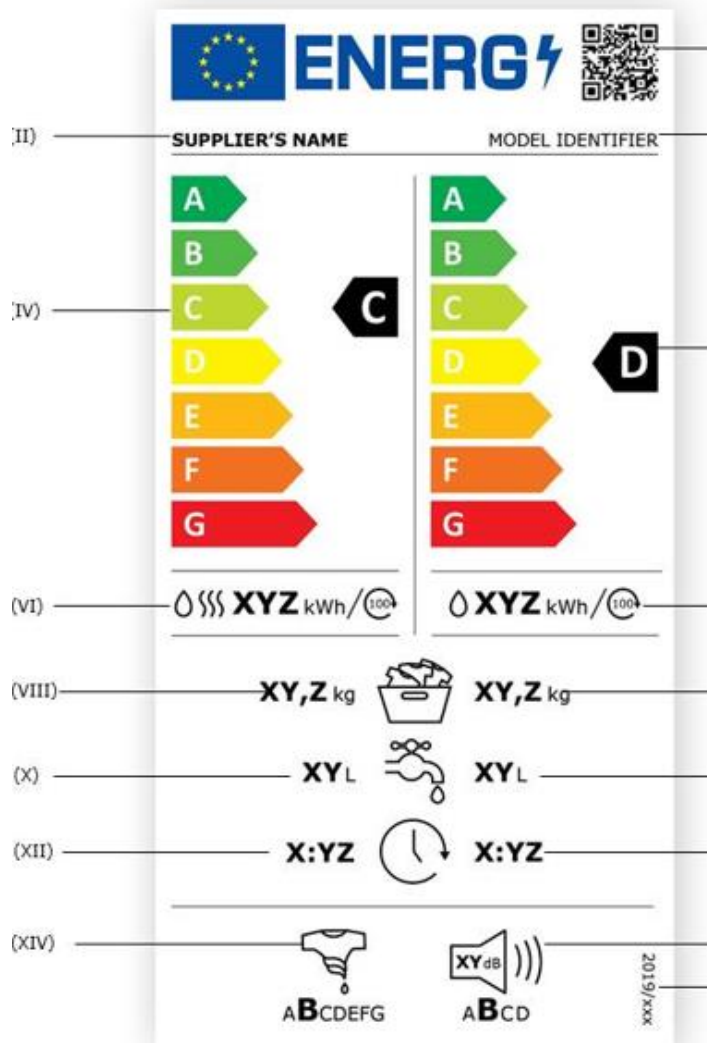 ENERG
(II) SUPPLIER'S NAME MODEL IDENTIFIER
A A
B B
(IV) C C C
D D D
E E
F F
G G
(VI) XYZ kWh/100 XYZ kWh/100
(VIII) XY,Z kg XY,Z kg
(X) XY L XY L
(XII) X:YZ X:YZ
(XIV) XY dB
ABCDEFG ABCD
2019/xxx